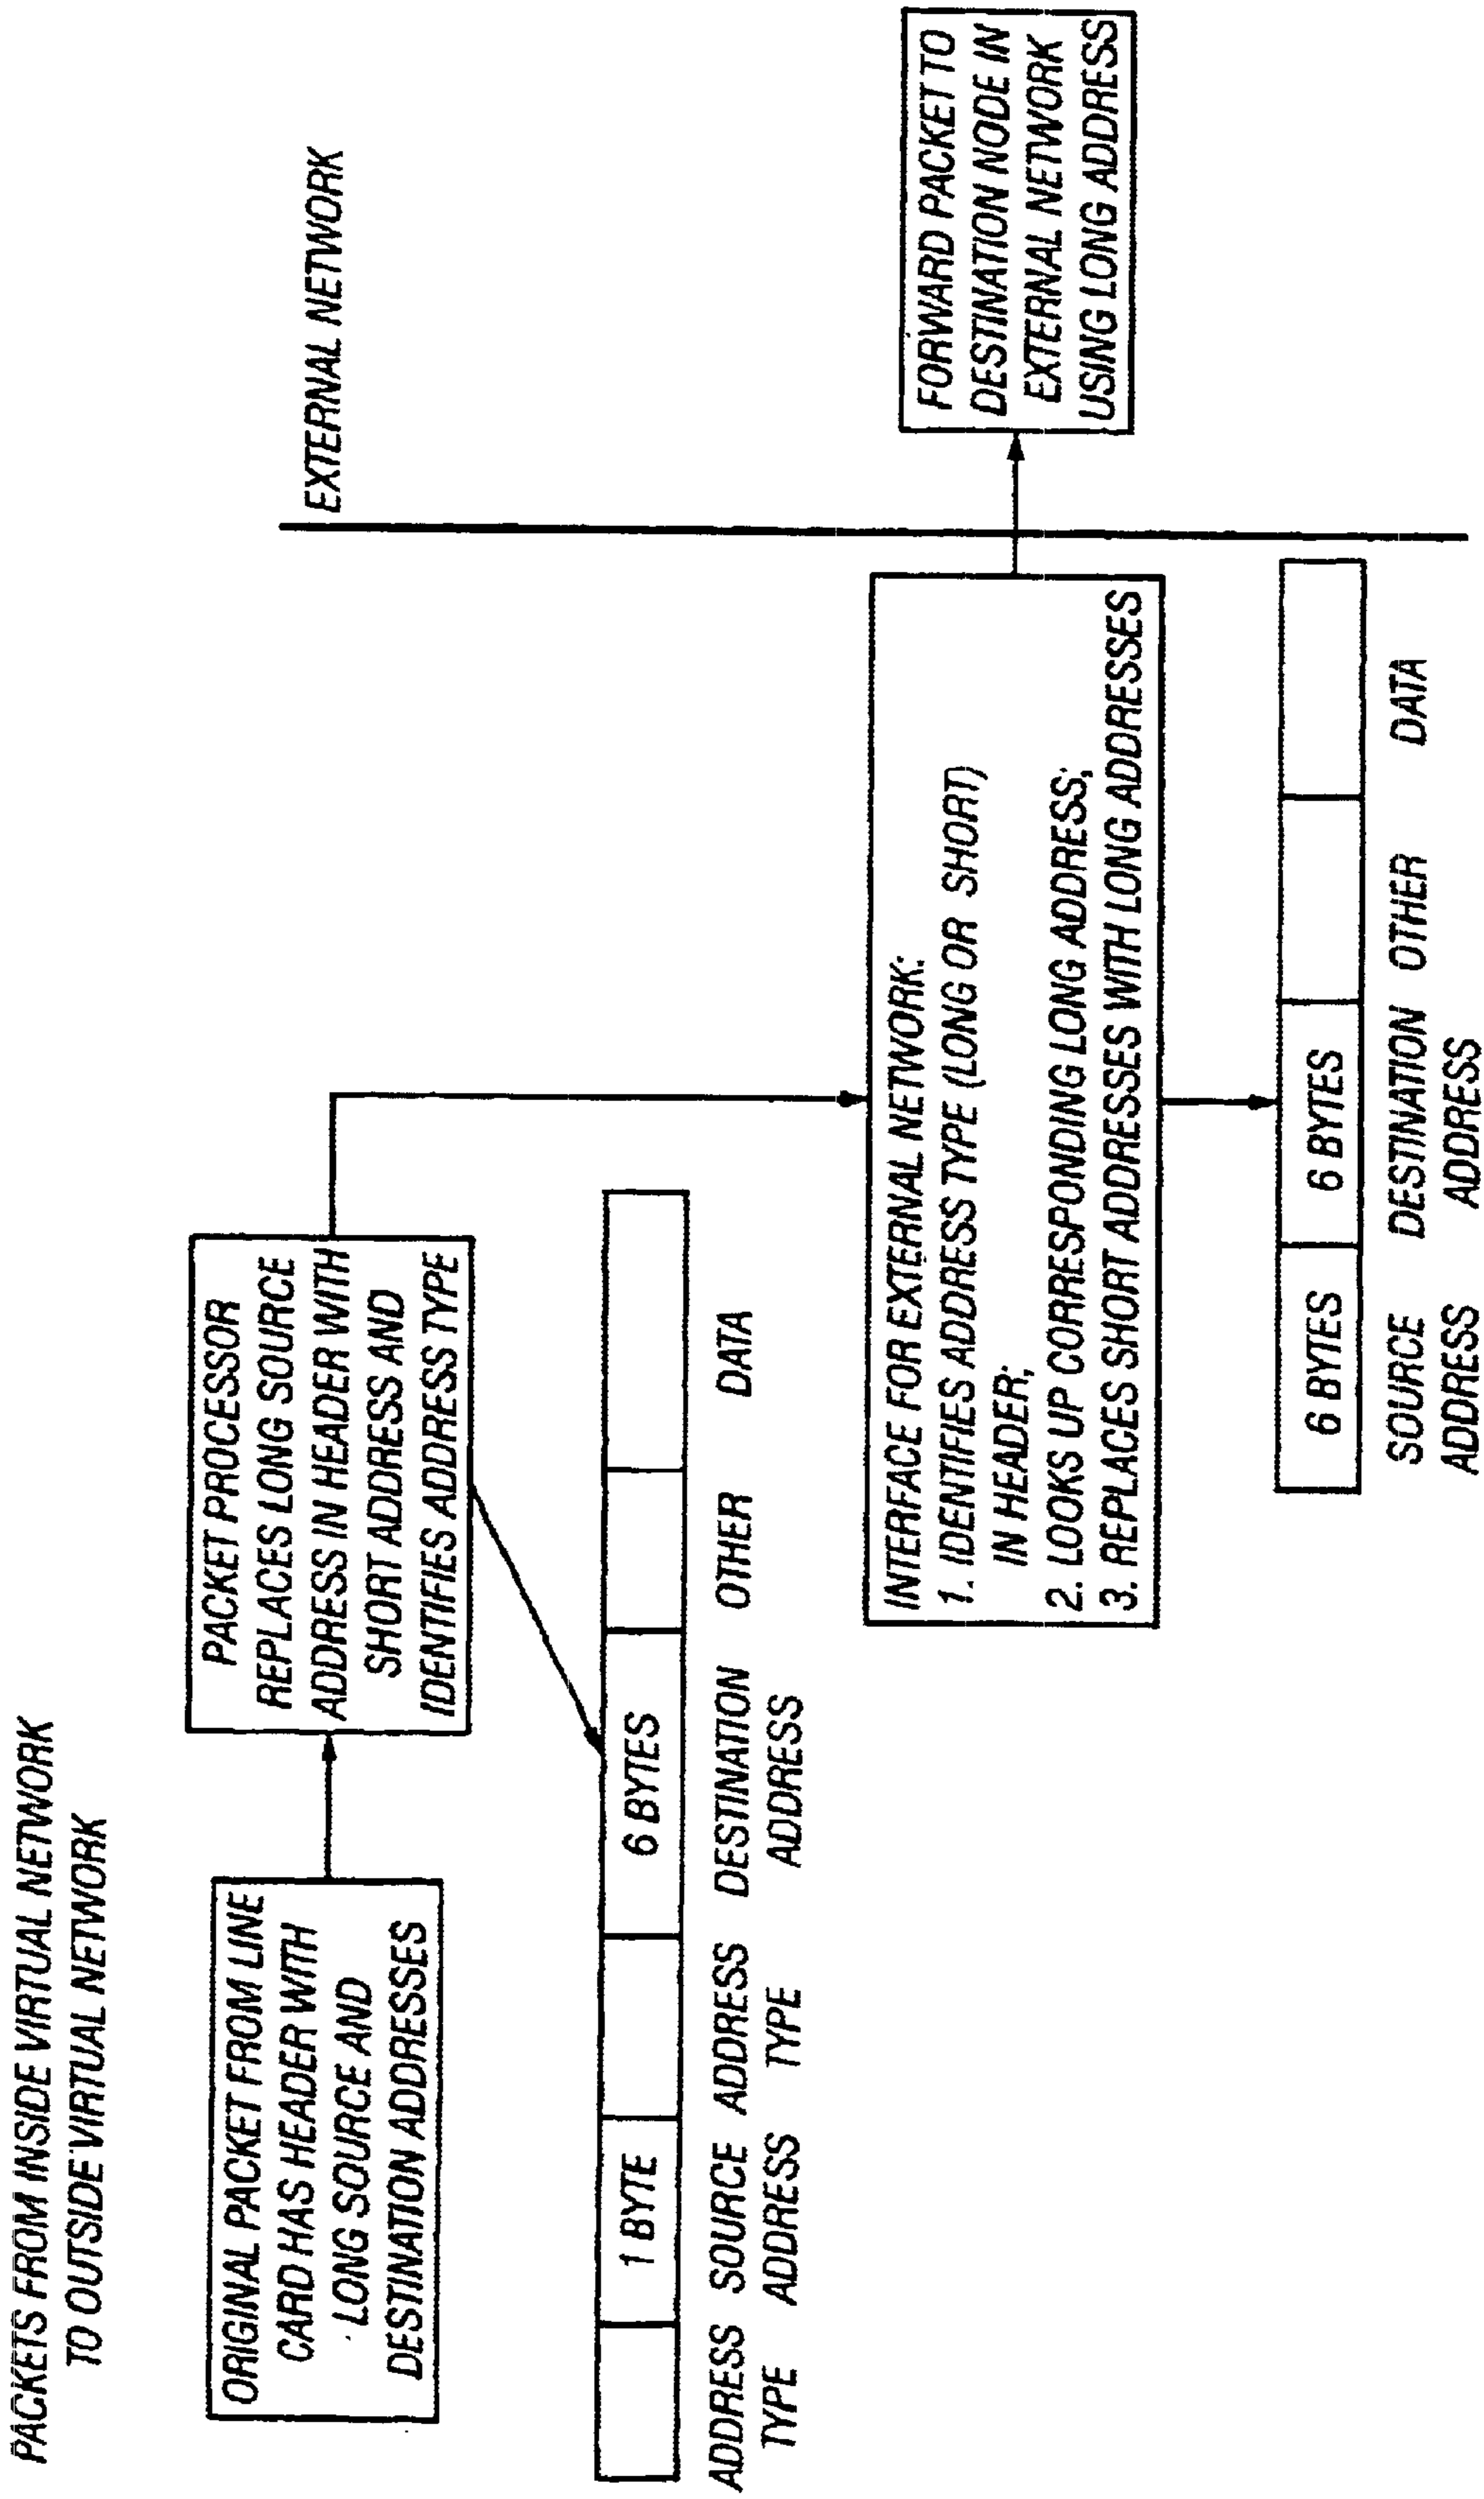 PACKETS FROM INSIDE VIRTUAL NETWORK
TO OUTSIDE VIRTUAL NETWORK
EXTERNAL NETWORK
ORIGINAL PACKET FROM LINE
CARD HAS HEADER WITH
LONG SOURCE AND
DESTINATION ADDRESSES
PACKET PROCESSOR
REPLACES LONG SOURCE
ADDRESS IN HEADER WITH
SHORT ADDRESS AND
IDENTIFIES ADDRESS TYPE
1 BYTE
6 BYTES
ADDRESS SOURCE ADDRESS DESTINATION OTHER DATA
TYPE ADDRESS TYPE ADDRESS
INTERFACE FOR EXTERNAL NETWORK:
1. IDENTIFIES ADDRESS TYPE (LONG OR SHORT)
IN HEADER;
2. LOOKS UP CORRESPONDING LONG ADDRESS;
3. REPLACES SHORT ADDRESSES WITH LONG ADDRESSES
FORWARD PACKET TO
DESTINATION NODE IN
EXTERNAL NETWORK
USING LONG ADDRESS
6 BYTES
6 BYTES
SOURCE DESTINATION OTHER DATA
ADDRESS ADDRESS